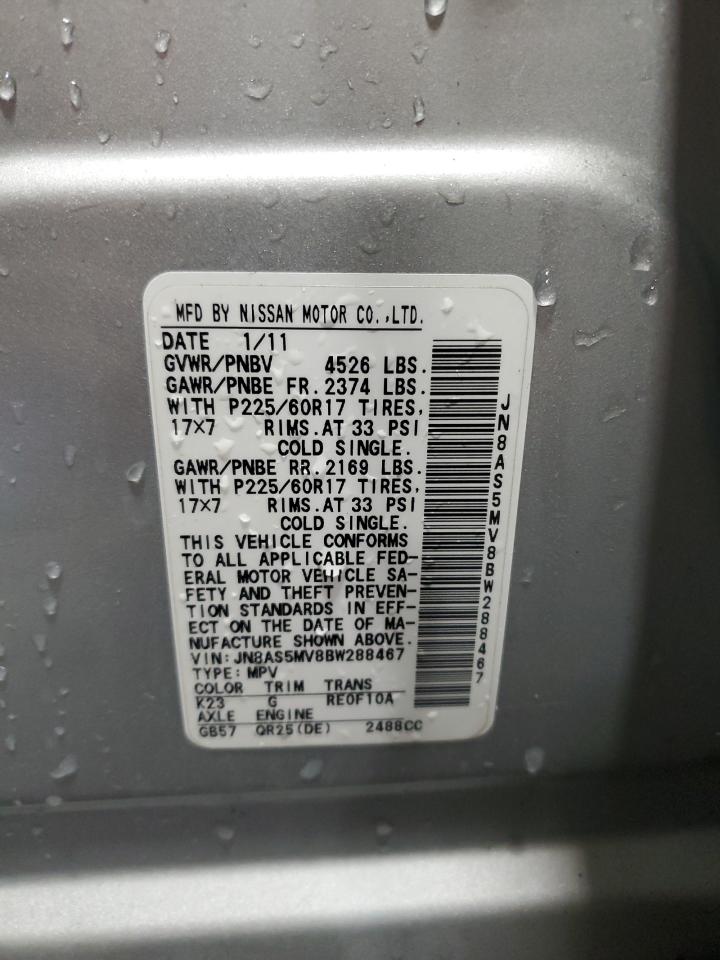 MFD BY NISSAN MOTOR CO.,LTD.
DATE 1/11
GVWR/PNBV 4526 LBS.
GAWR/PNBE FR. 2374 LBS.
WITH P225/60R17 TIRES,
17×7 RIMS.AT 33 PSI
COLD SINGLE.
GAWR/PNBE RR. 2169 LBS.
WITH P225/60R17 TIRES,
17×7 RIMS.AT 33 PSI
COLD SINGLE.
THIS VEHICLE CONFORMS
TO ALL APPLICABLE FED-
ERAL MOTOR VEHICLE SA-
FETY AND THEFT PREVEN-
TION STANDARDS IN EFF-
ECT ON THE DATE OF MA-
NUFACTURE SHOWN ABOVE.
VIN:JN8AS5MV8BW288467
TYPE: MPV
COLOR TRIM TRANS
K23 G RE0F10A
AXLE ENGINE
GB57 QR25(DE) 2488CC
JN8AS5MV8BW288467